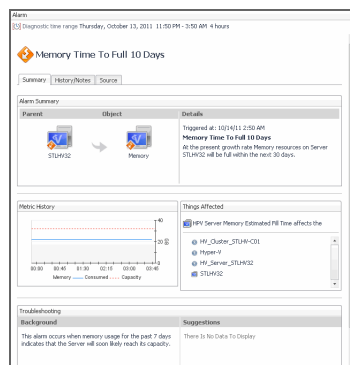 Alarm
Diagnostic time range Thursday, October 13, 2011 11:50 PM - 3:50 AM 4 hours
Memory Time To Full 10 Days
Summary History/Notes Source
Alarm Summary
Parent Object Details
STLHV32
Memory
Triggered at: 10/14/11 2:50 AM
Memory Time To Full 10 Days
At the present growth rate Memory resources on Server
STLHV32 will be full within the next 30 days.
Metric History
40
20
00:00 00:45 01:30 02:15 03:00 03:45
Memory Consumed Capacity
Things Affected
HPV Server Memory Estimated Fill Time affects the
HV_Cluster_STLHV-C01
Hyper-V
HV_Server_STLHV32
STLHV32
Troubleshooting
Background Suggestions
This alarm occurs when memory usage for the past 7 days
indicates that the Server will soon likely reach its capacity.
There Is No Data To Display